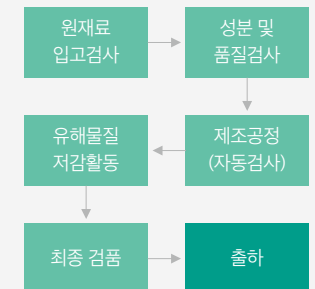 원재료
입고검사
성분 및
품질검사
제조공정
(자동검사)
유해물질
저감활동
최종 검품
출하